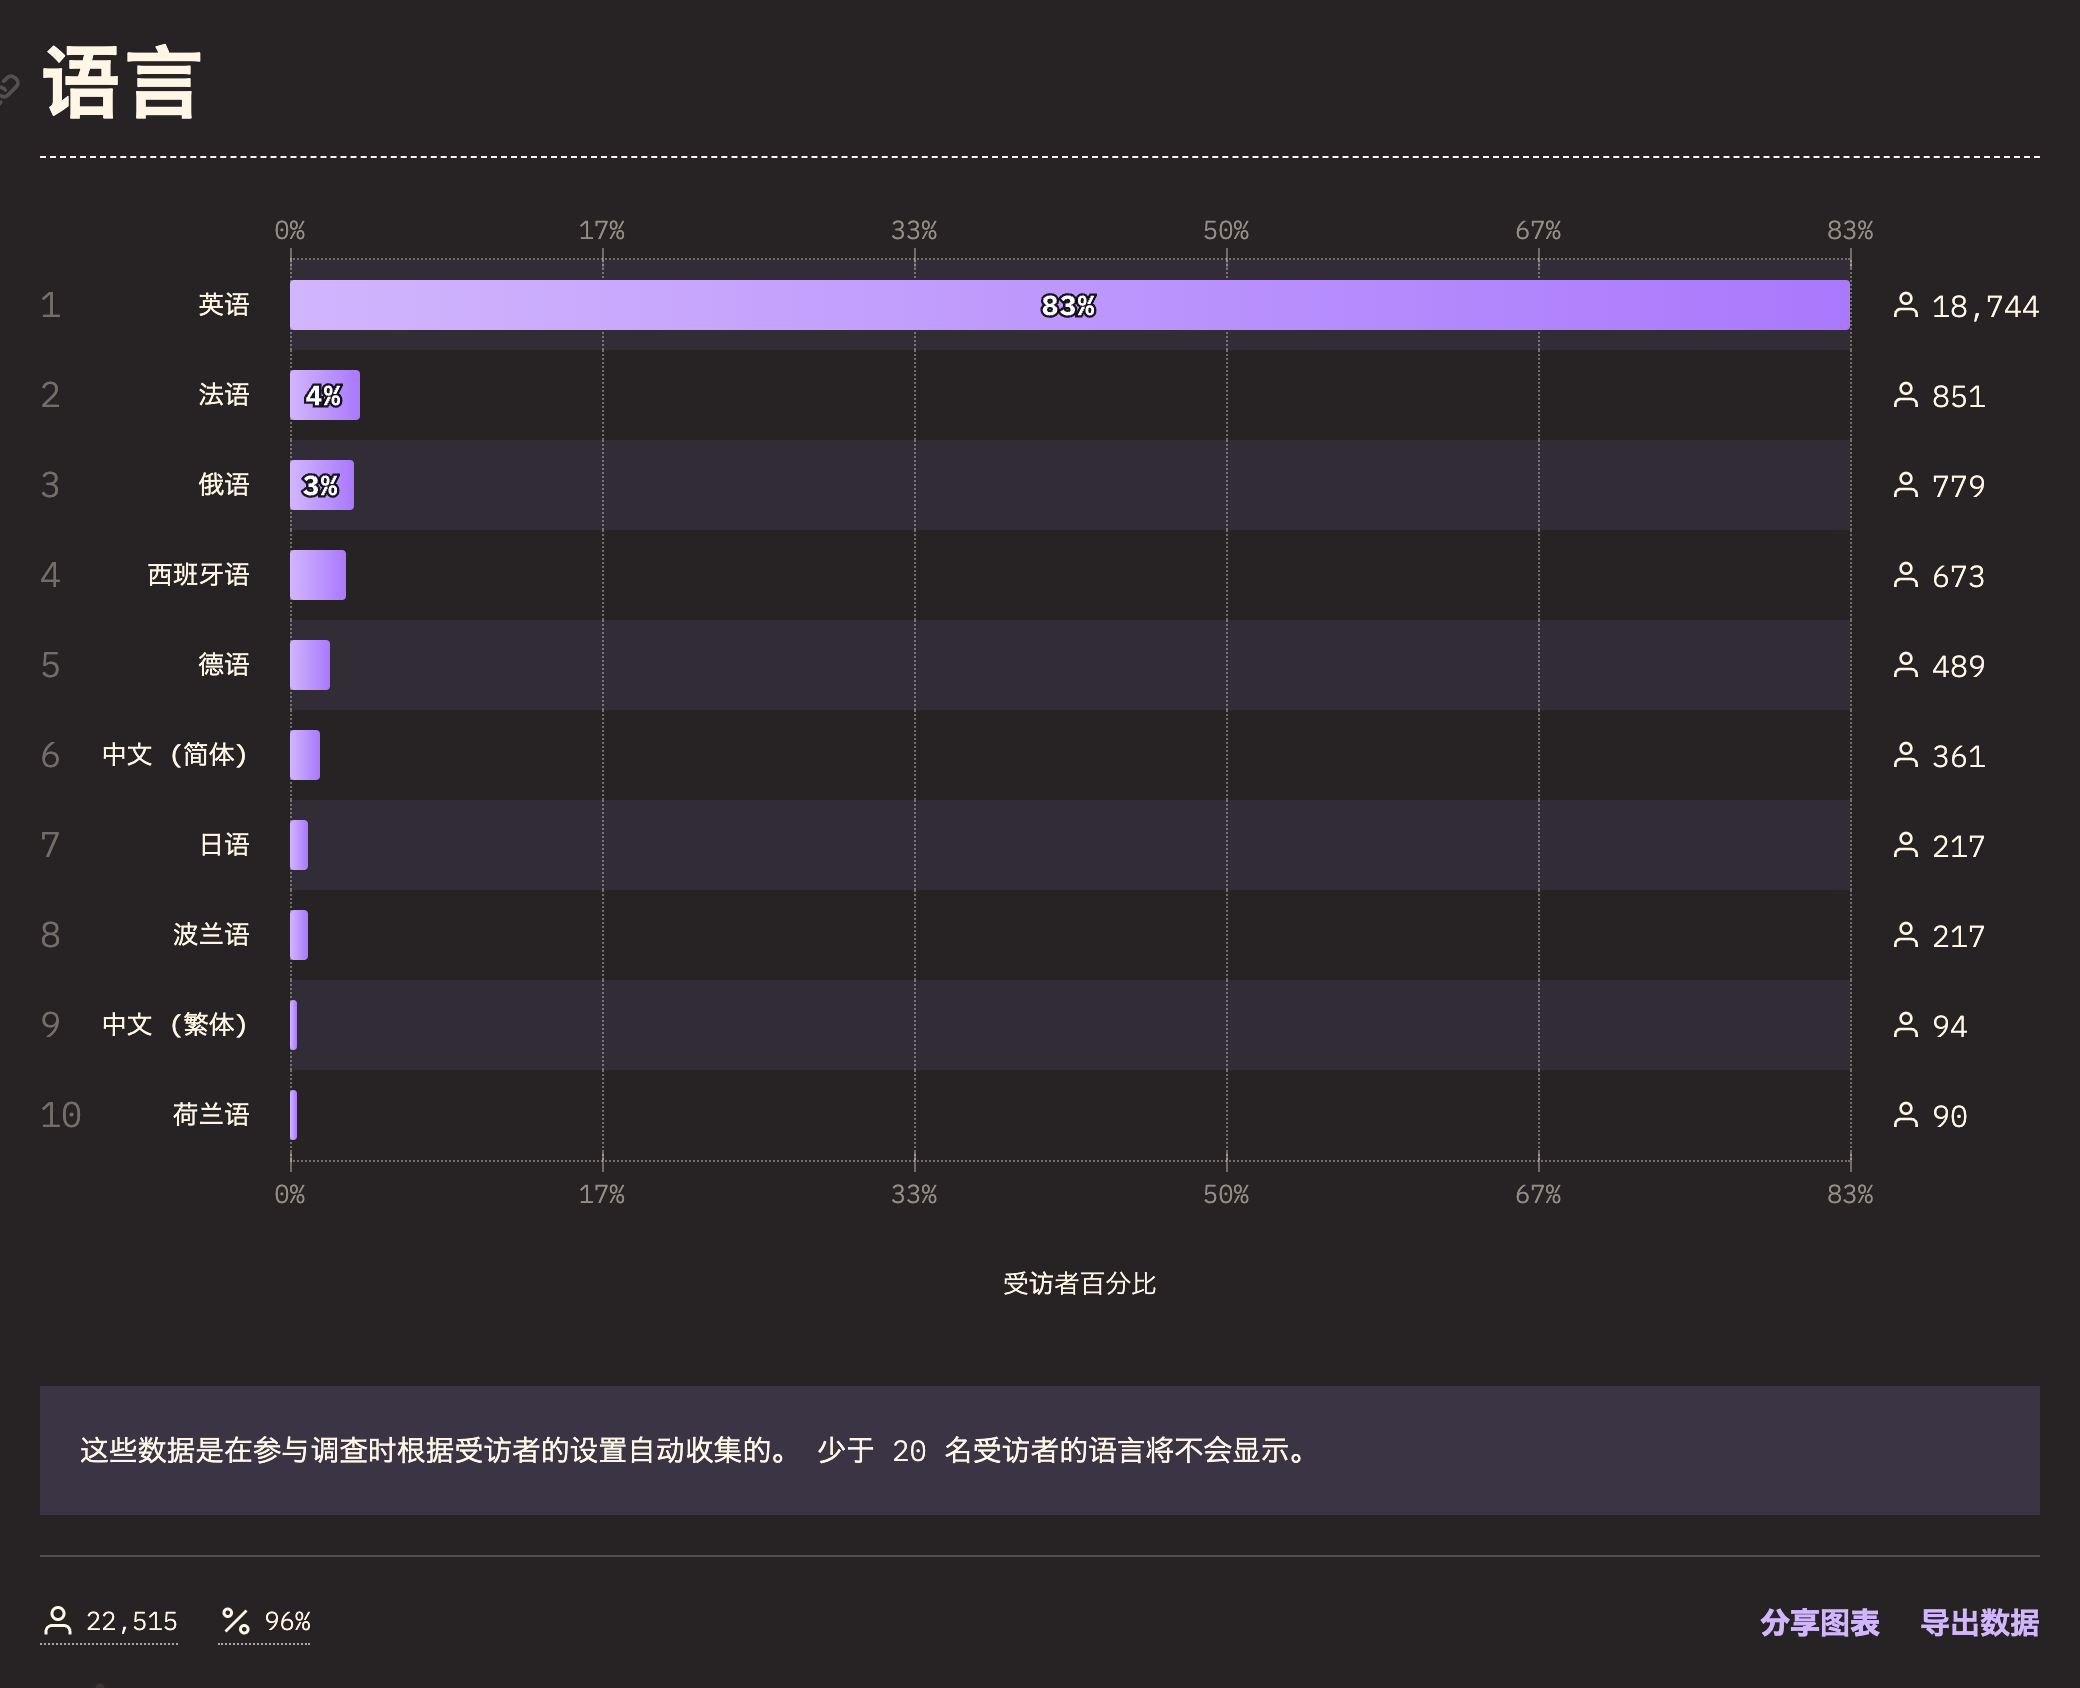 语言
0% 17% 33% 50% 67% 83%
1 英语 83% 18,744
2 法语 4% 851
3 俄语 3% 779
4 西班牙语 673
5 德语 489
6 中文 (简体) 361
7 日语 217
8 波兰语 217
9 中文 (繁体) 94
10 荷兰语 90
0% 17% 33% 50% 67% 83%
受访者百分比
这些数据是在参与调查时根据受访者的设置自动收集的。 少于 20 名受访者的语言将不会显示。
22,515 96% 分享图表 导出数据